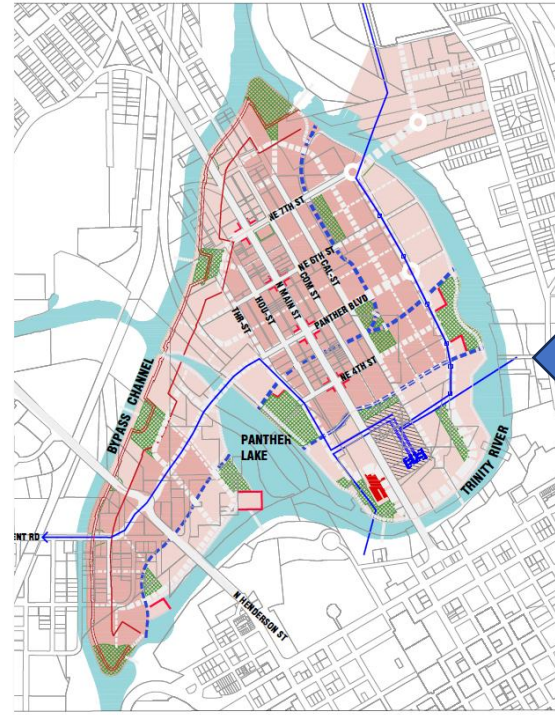 NE 7TH ST
NE 6TH ST
CAL-ST
COM ST
N MAIN ST
HOU-ST
THR-ST
PANTHER BLVD
NE 4TH ST
BYPASS CHANNEL
PANTHER
LAKE
TRINITY RIVER
ENT RD
N HENDERSON ST